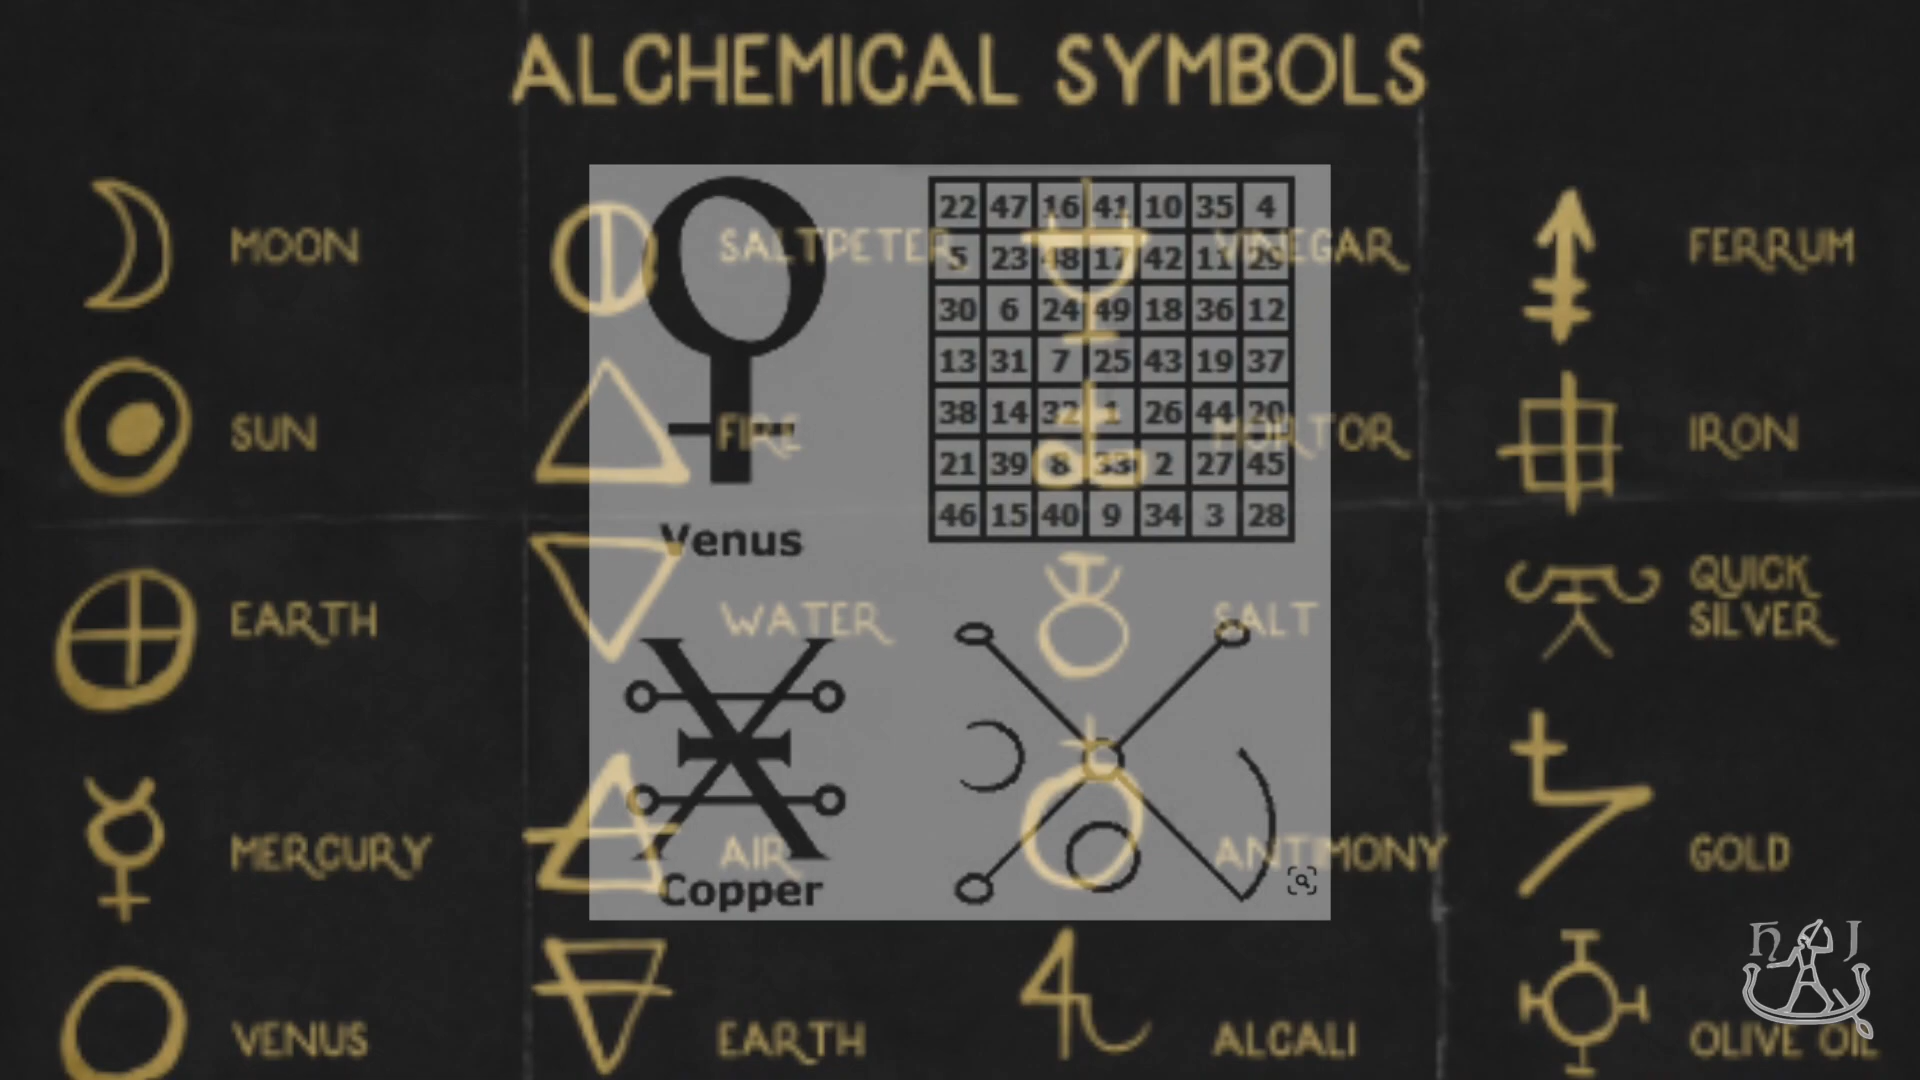 ALCHEMICAL SYMBOLS
MOON
SALTPETER
VINEGAR
FERRUM
SUN
FIRE
MORTOR
IRON
EARTH
WATER
SALT
QUICK
SILVER
MERCURY
AIR
ANTIMONY
GOLD
VENUS
EARTH
ALGALI
OLIVE OIL
22 47 16 41 10 35 4
5 23 48 17 42 11 29
30 6 24 49 18 36 12
13 31 7 25 43 19 37
38 14 32 1 26 44 20
21 39 8 33 2 27 45
46 15 40 9 34 3 28
Venus
Copper
H J